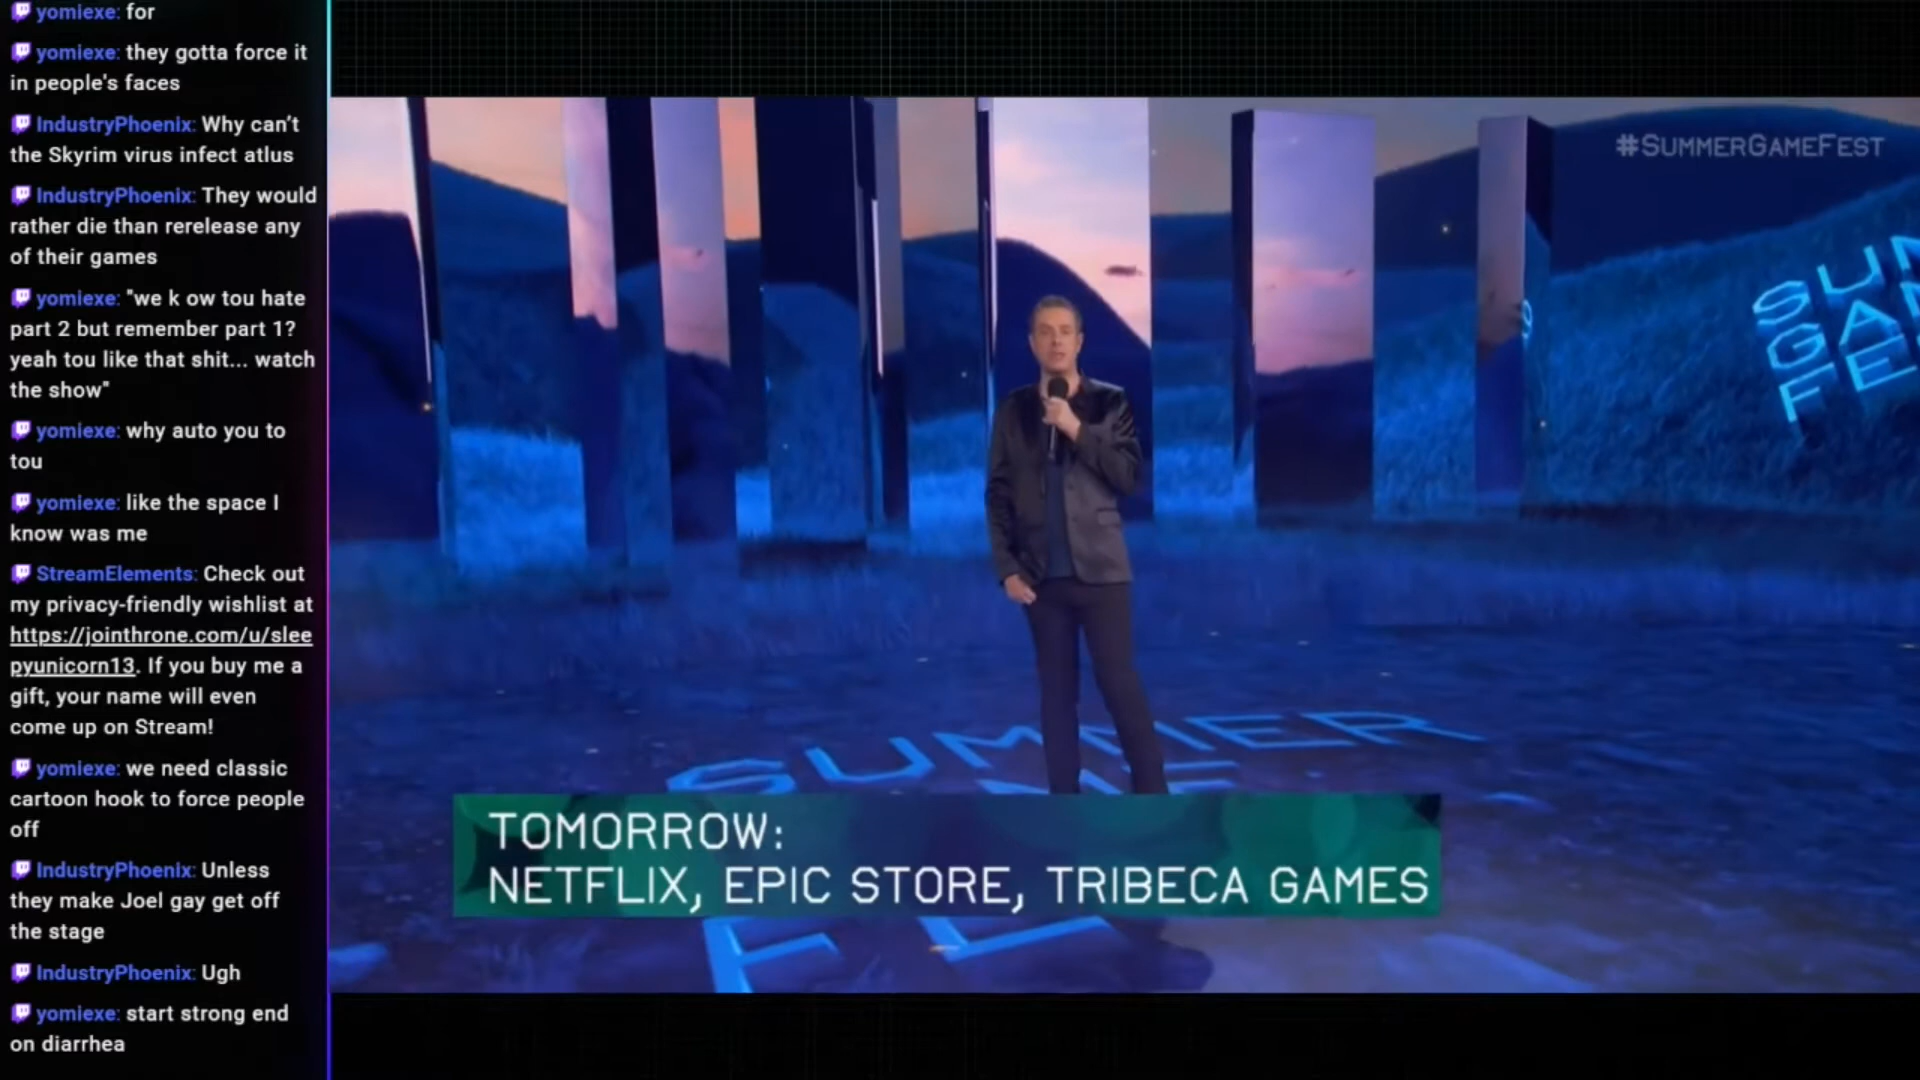 yomiexe: for
yomiexe: they gotta force it
in people's faces
IndustryPhoenix: Why can't
the Skyrim virus infect atlus
IndustryPhoenix: They would
rather die than rerelease any
of their games
yomiexe: "we k ow tou hate
part 2 but remember part 1?
yeah tou like that shit... watch
the show"
yomiexe: why auto you to
tou
yomiexe: like the space I
know was me
StreamElements: Check out
my privacy-friendly wishlist at
https://jointhrone.com/u/slee
pyunicorn13. If you buy me a
gift, your name will even
come up on Stream!
yomiexe: we need classic
cartoon hook to force people
off
IndustryPhoenix: Unless
they make Joel gay get off
the stage
IndustryPhoenix: Ugh
yomiexe: start strong end
on diarrhea
#SUMMERGAMEFEST
SUMMER
TOMORROW:
NETFLIX, EPIC STORE, TRIBECA GAMES